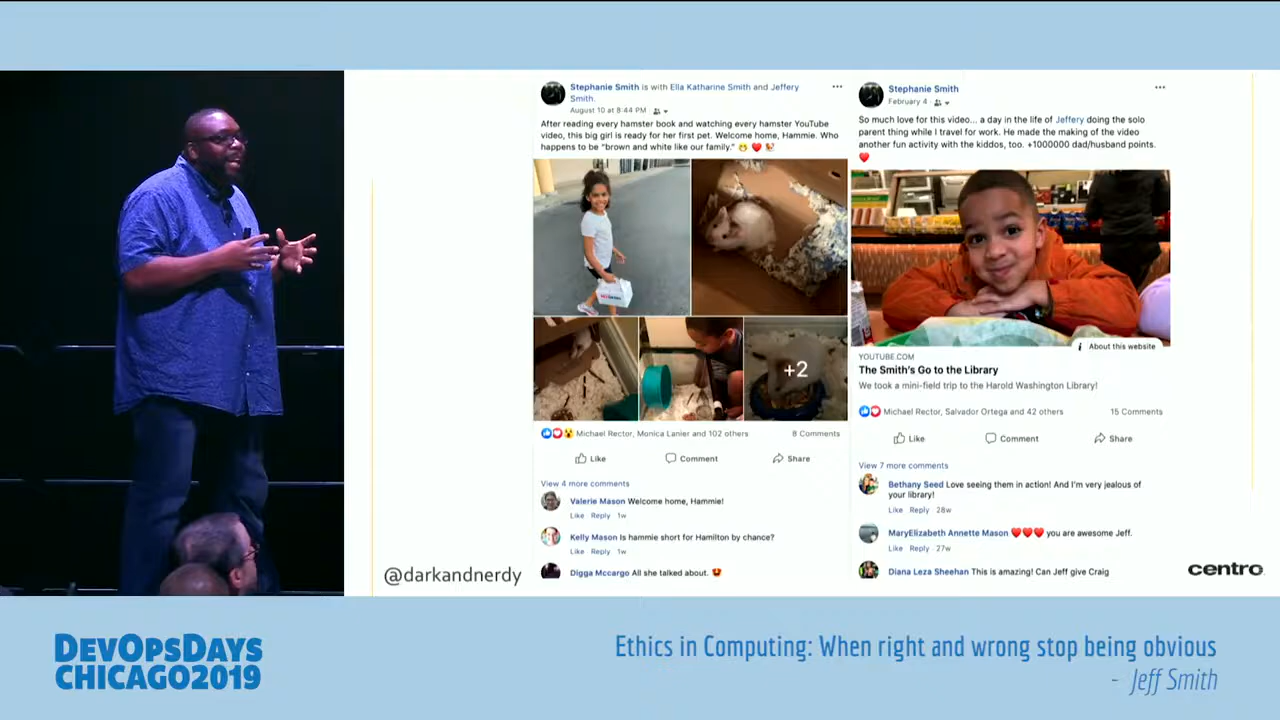 Stephanie Smith is with Ella Katharine Smith and Jeffery
Smith.
August 10 at 8:44 PM
After reading every hamster book and watching every hamster YouTube
video, this big girl is ready for her first pet. Welcome home, Hammie. Who
happens to be "brown and white like our family."
+2
Michael Rector, Monica Lanier and 102 others
8 Comments
Like
Comment
Share
View 4 more comments
Valerie Mason Welcome home, Hammie!
Like Reply 1w
Kelly Mason Is hammie short for Hamilton by chance?
Like Reply 1w
Digga Mccargo All she talked about.
Stephanie Smith
February 4
So much love for this video... a day in the life of Jeffery doing the solo
parent thing while I travel for work. He made the making of the video
another fun activity with the kiddos, too. +1000000 dad/husband points.
About this website
YOUTUBE.COM
The Smith's Go to the Library
We took a mini-field trip to the Harold Washington Library!
Michael Rector, Salvador Ortega and 42 others
15 Comments
Like
Comment
Share
View 7 more comments
Bethany Seed Love seeing them in action! And I'm very jealous of
your library!
Like Reply 28w
MaryElizabeth Annette Mason you are awesome Jeff.
Like Reply 27w
Diana Leza Sheehan This is amazing! Can Jeff give Craig
@darkandnerdy
centro
DEVOPSDAYS
CHICAGO2019
Ethics in Computing: When right and wrong stop being obvious
- Jeff Smith